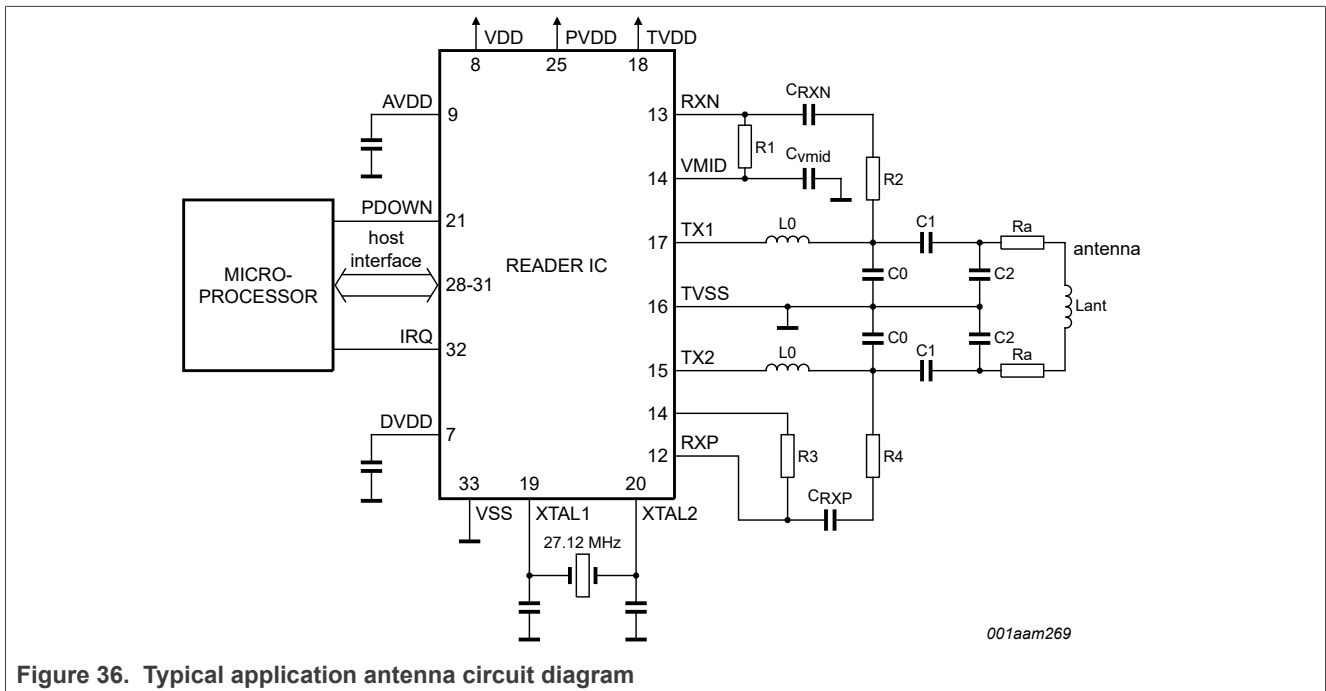 VDD
PVDD
TVDD
8
25
18
AVDD
9
13
RXN
CRXN
R1
VMID
14
Cvmid
R2
PDOWN
21
host
interface
28-31
MICRO-
PROCESSOR
IRQ
32
READER IC
17
TX1
L0
C1
Ra
antenna
C0
C2
Lant
16
TVSS
C0
C2
15
TX2
L0
C1
Ra
DVDD
7
14
12
RXP
R3
R4
CRXP
33
19
20
VSS
XTAL1
XTAL2
27.12 MHz
001aam269
Figure 36. Typical application antenna circuit diagram